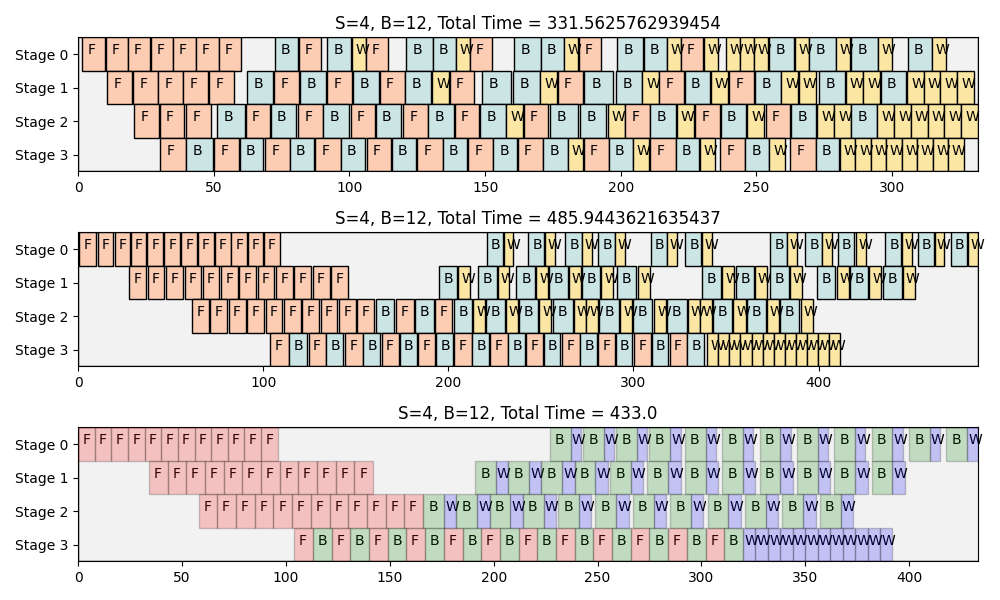 S=4, B=12, Total Time = 331.5625762939454
Stage 0 F F F F F F F B F B W F B B W F B B W F B B W F W W W W B W B W B W B W
Stage 1 F F F F F B F B F B F B W F B B W F B B W F B W F B W W B W W B W W W W
Stage 2 F F F B F B F B F B F B F B W F B B W F B W F B W F B W W B W W W W W W
Stage 3 F B F B F B F B F B F B F B F B W F B W F B W F B W F B W W W W W W W W
0 50 100 150 200 250 300
S=4, B=12, Total Time = 485.9443621635437
Stage 0 F F F F F F F F F F F F B W B W B W B W B W B W B W B W B W B W B W B W
Stage 1 F F F F F F F F F F F F B W B W B W B W B W B W B W B W B W B W B W B W
Stage 2 F F F F F F F F F F B F B F B W B W B W B W W B W B W B W W B W B W B W
Stage 3 F B F B F B F B F B F B F B F B F B F B F B F B W W W W W W W W W W W W
0 100 200 300 400
S=4, B=12, Total Time = 433.0
Stage 0 F F F F F F F F F F F F B W B W B W B W B W B W B W B W B W B W B W B W
Stage 1 F F F F F F F F F F F F B W B W B W B W B W B W B W B W B W B W B W B W
Stage 2 F F F F F F F F F F F F B W B W B W B W B W B W B W B W B W B W B W B W
Stage 3 F B F B F B F B F B F B F B F B F B F B F B F B W W W W W W W W W W W W
0 50 100 150 200 250 300 350 400